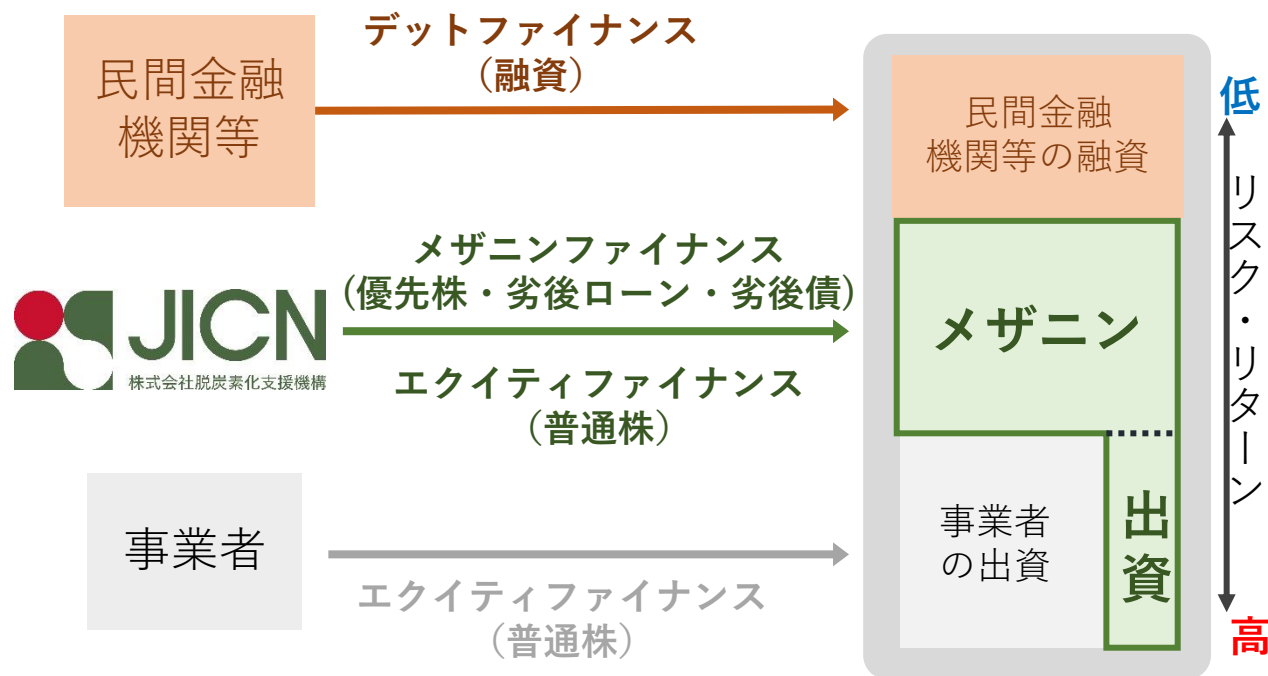 民間金融
機関等
デットファイナンス
（融資）
JICN
株式会社脱炭素化支援機構
メザニンファイナンス
(優先株・劣後ローン・劣後債)
エクイティファイナンス
（普通株）
事業者
エクイティファイナンス
（普通株）
民間金融
機関等の融資
メザニン
事業者
の出資
出資
低
リスク・リターン
高